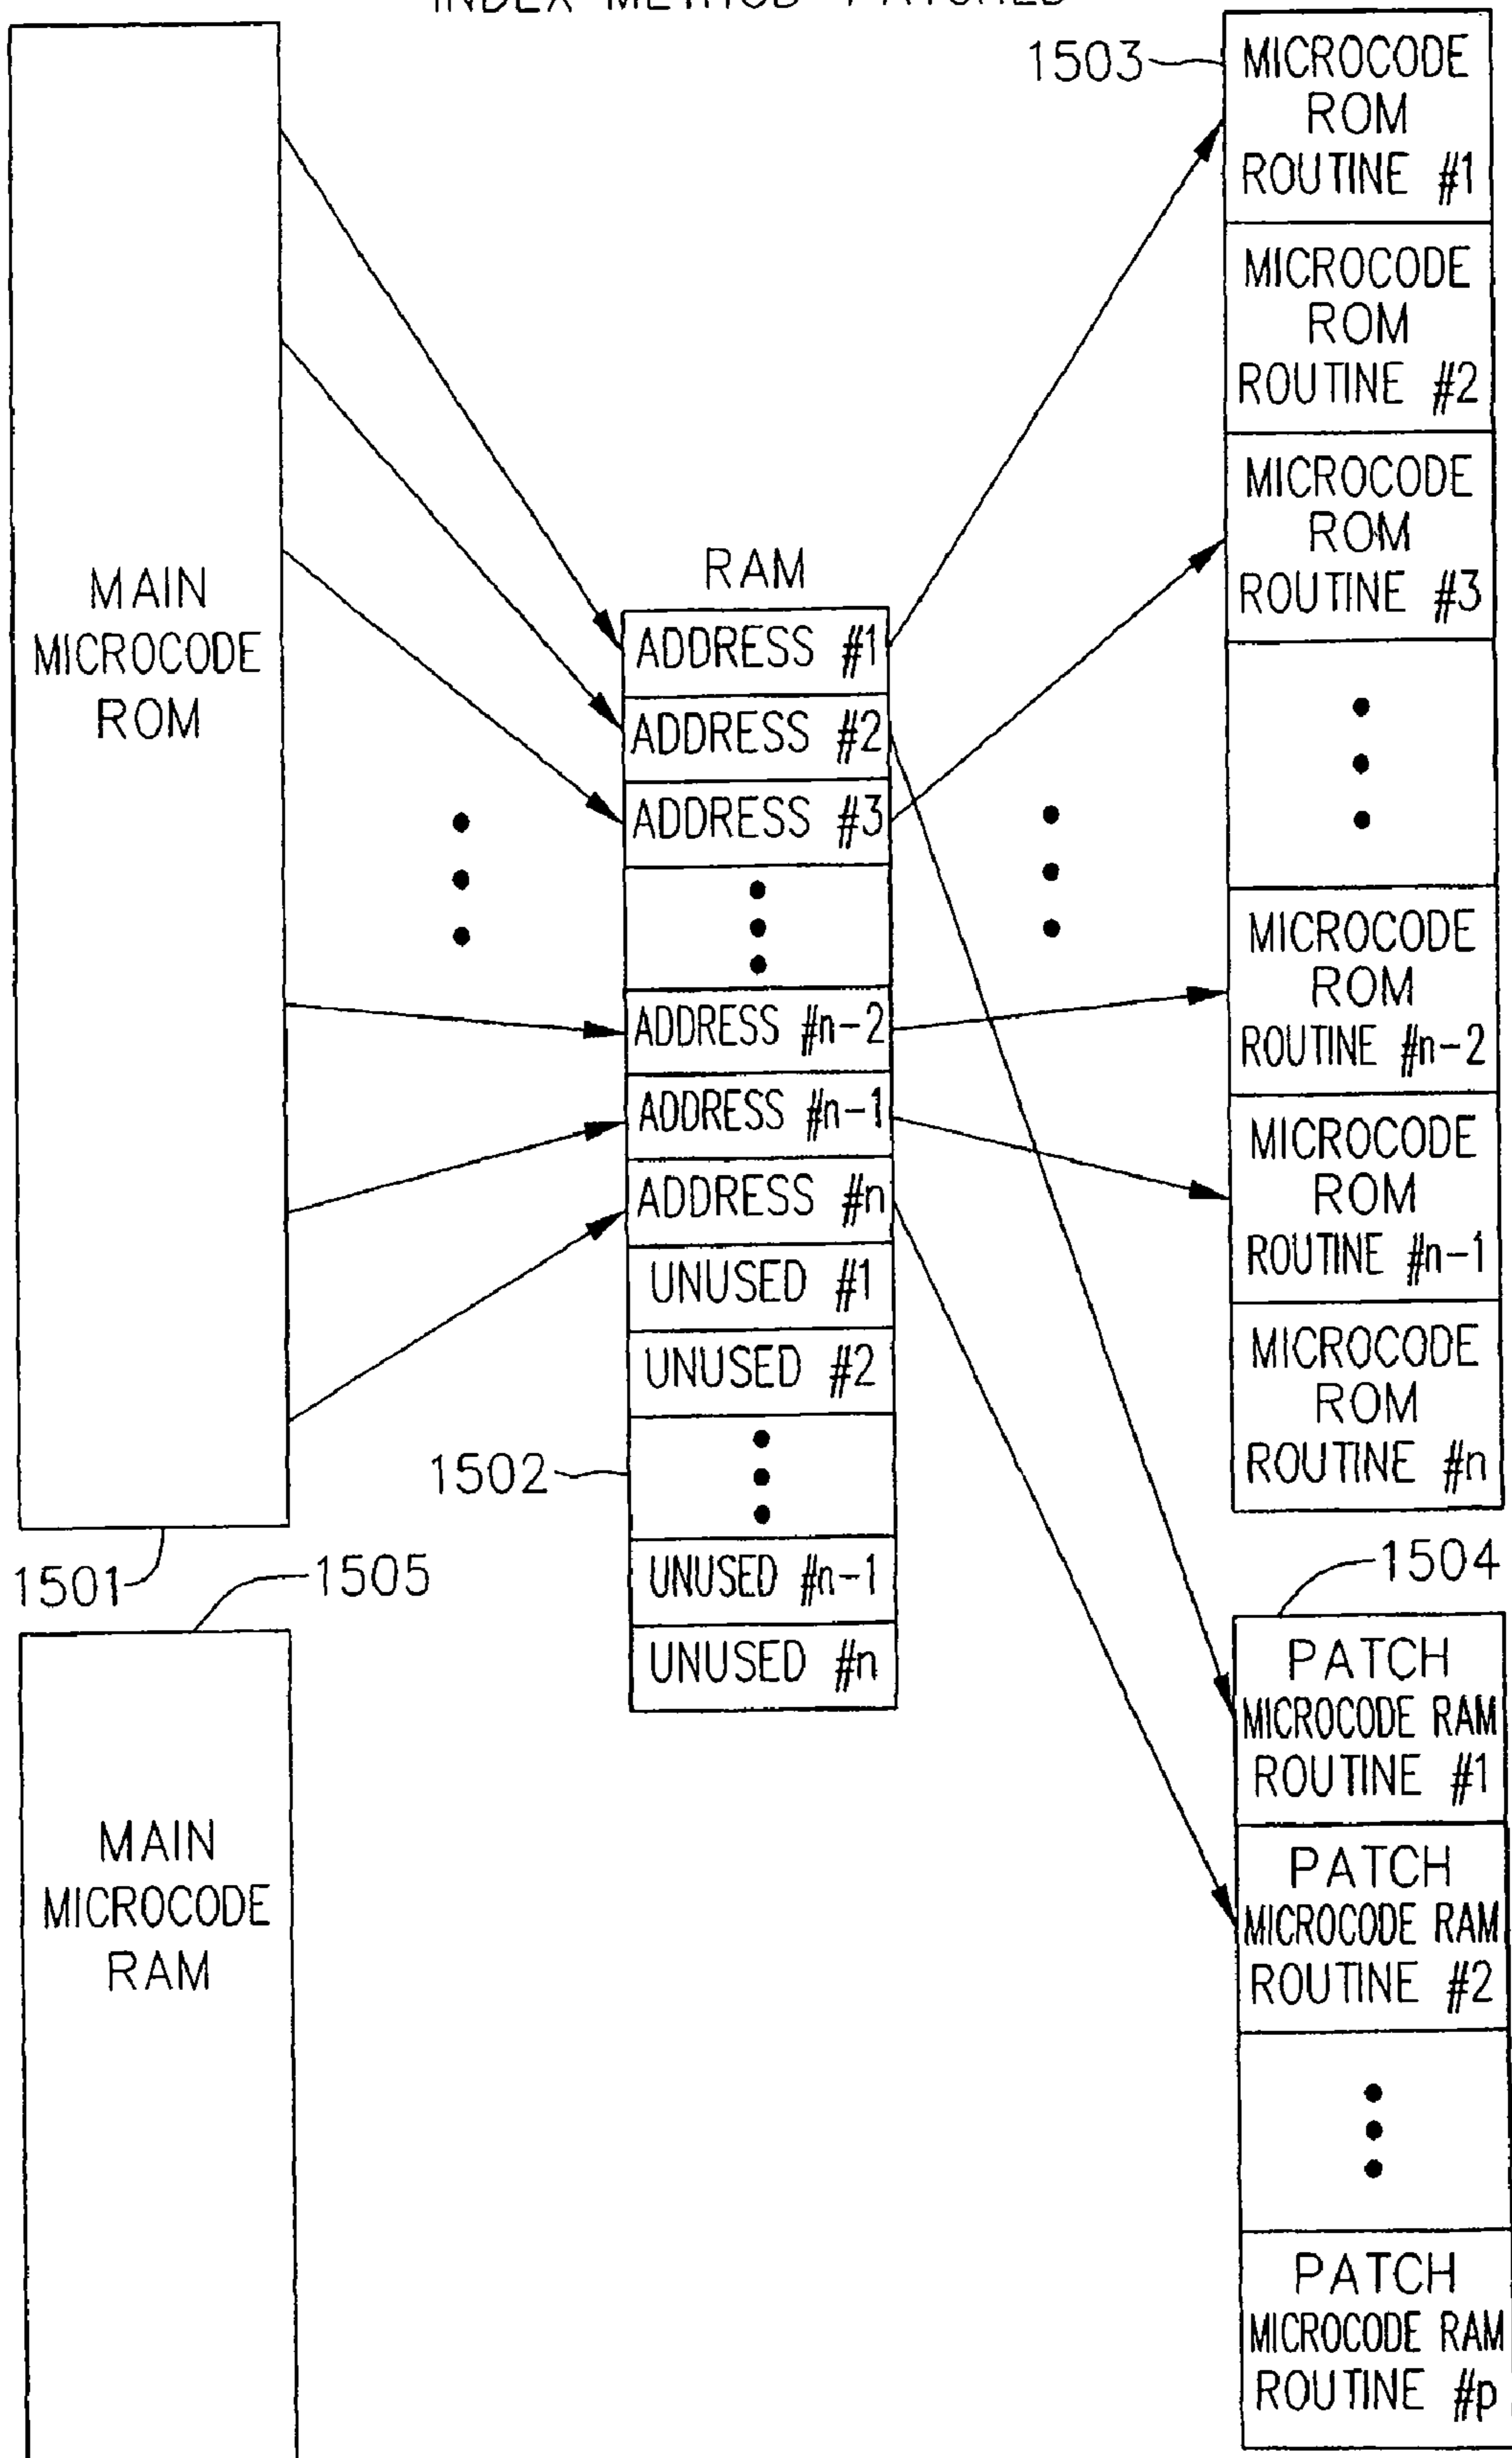 INDEX METHOD PATCHED
1503
MICROCODE
ROM
ROUTINE #1
MICROCODE
ROM
ROUTINE #2
MICROCODE
ROM
ROUTINE #3
MICROCODE
ROM
ROUTINE #n-2
MICROCODE
ROM
ROUTINE #n-1
MICROCODE
ROM
ROUTINE #n
MAIN
MICROCODE
ROM
1501
RAM
ADDRESS #1
ADDRESS #2
ADDRESS #3
ADDRESS #n-2
ADDRESS #n-1
ADDRESS #n
UNUSED #1
UNUSED #2
1502
UNUSED #n-1
UNUSED #n
1505
MAIN
MICROCODE
RAM
1504
PATCH
MICROCODE RAM
ROUTINE #1
PATCH
MICROCODE RAM
ROUTINE #2
PATCH
MICROCODE RAM
ROUTINE #p